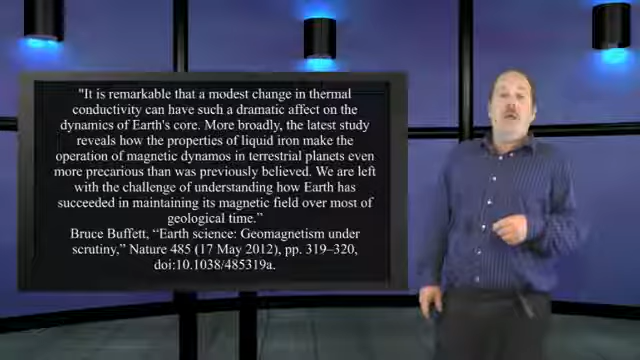 "It is remarkable that a modest change in thermal
conductivity can have such a dramatic affect on the
dynamics of Earth's core. More broadly, the latest study
reveals how the properties of liquid iron make the
operation of magnetic dynamos in terrestrial planets even
more precarious than was previously believed. We are left
with the challenge of understanding how Earth has
succeeded in maintaining its magnetic field over most of
geological time.”
Bruce Buffett, “Earth science: Geomagnetism under
scrutiny,” Nature 485 (17 May 2012), pp. 319–320,
doi:10.1038/485319a.